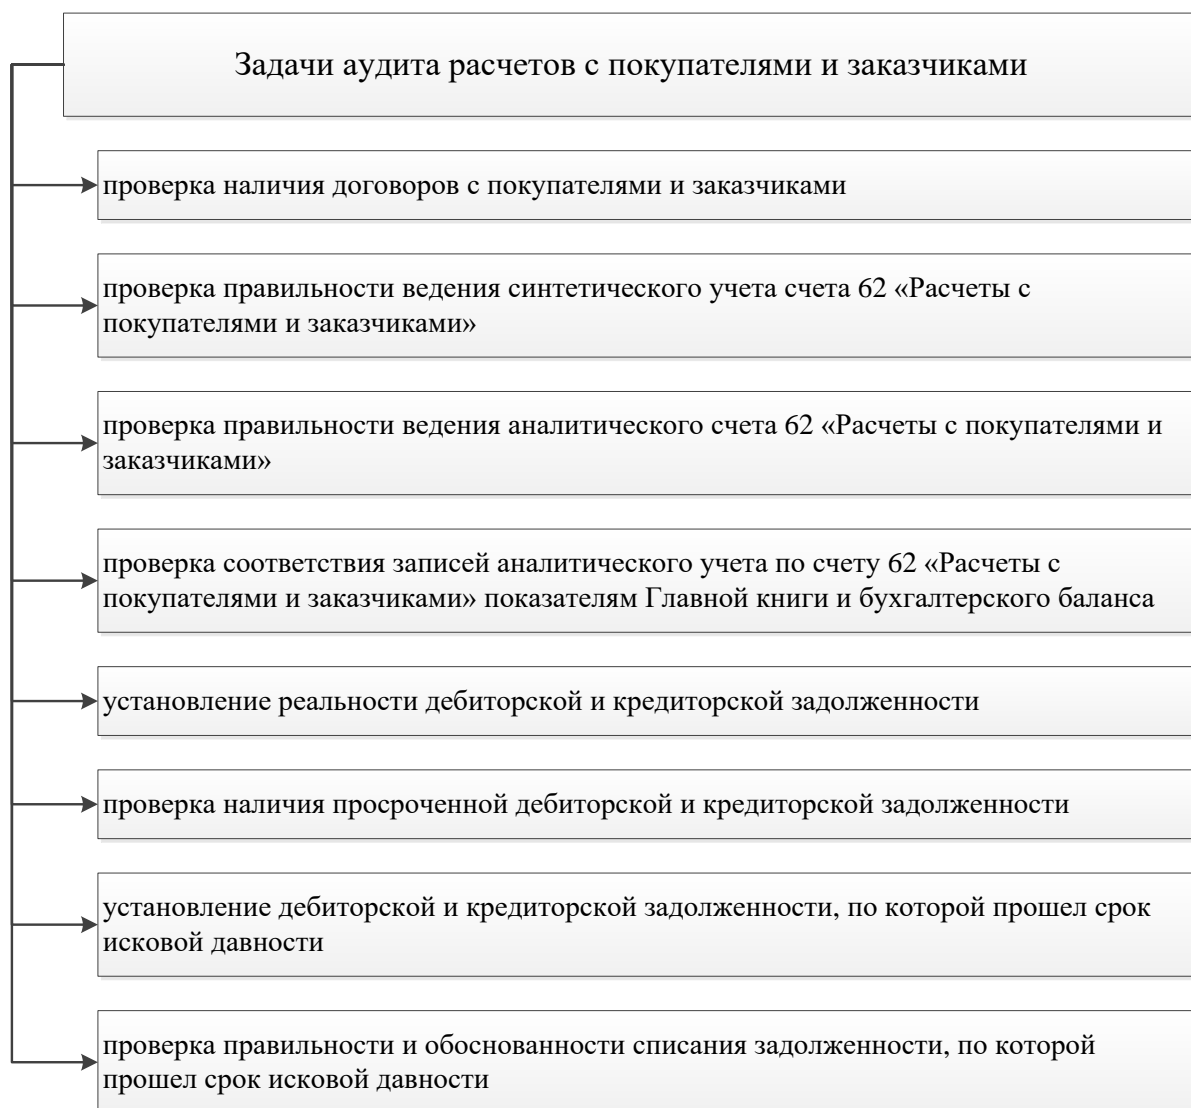 Задачи аудита расчетов с покупателями и заказчиками
проверка наличия договоров с покупателями и заказчиками
проверка правильности ведения синтетического учета счета 62 «Расчеты с
покупателями и заказчиками»
проверка правильности ведения аналитического счета 62 «Расчеты с покупателями и
заказчиками»
проверка соответствия записей аналитического учета по счету 62 «Расчеты с
покупателями и заказчиками» показателям Главной книги и бухгалтерского баланса
установление реальности дебиторской и кредиторской задолженности
проверка наличия просроченной дебиторской и кредиторской задолженности
установление дебиторской и кредиторской задолженности, по которой прошел срок
исковой давности
проверка правильности и обоснованности списания задолженности, по которой
прошел срок исковой давности